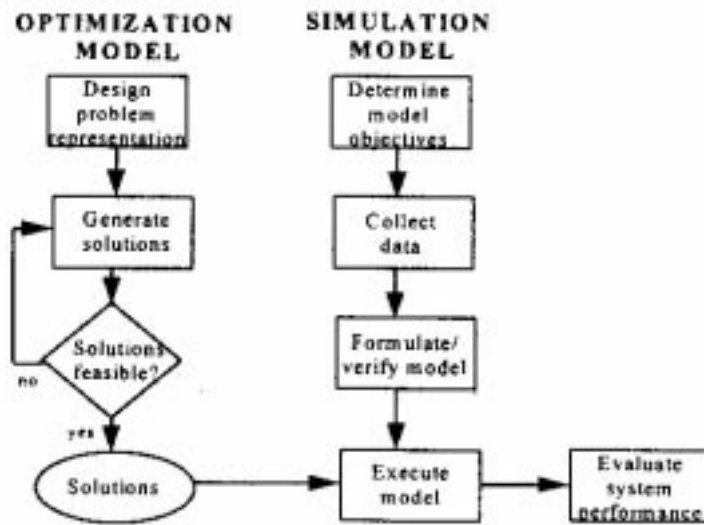 OPTIMIZATION
MODEL
Design
problem
representation
Generate
solutions
Solutions
feasible?
no
yes
Solutions
SIMULATION
MODEL
Determine
model
objectives
Collect
data
Formulate/
verify model
Execute
model
Evaluate
system
performance